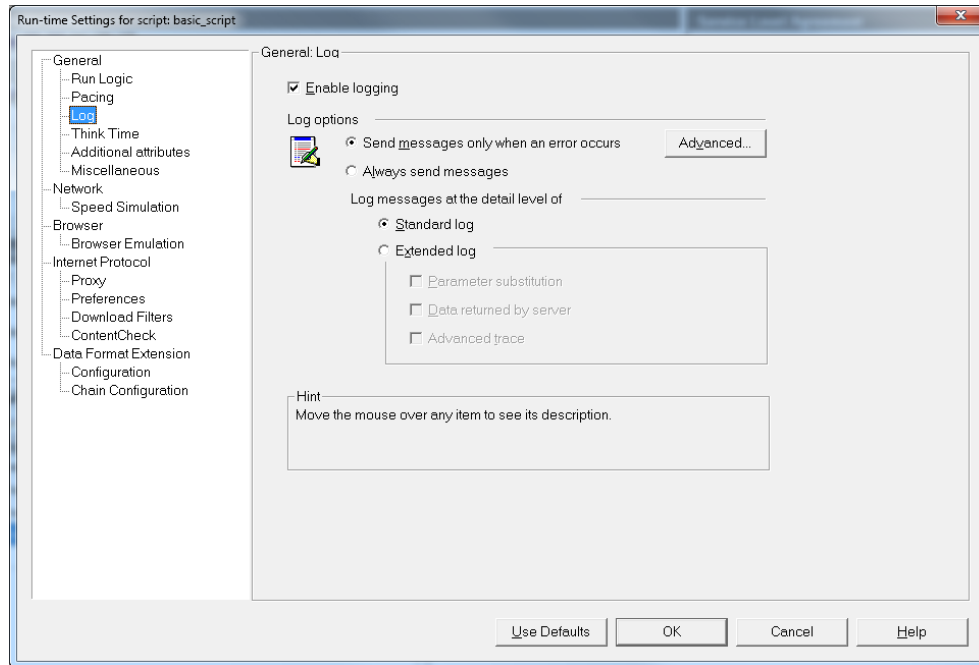 Run-time Settings for script: basic_script
General
Run Logic
Pacing
Log
Think Time
Additional attributes
Miscellaneous
Network
Speed Simulation
Browser
Browser Emulation
Internet Protocol
Proxy
Preferences
Download Filters
ContentCheck
Data Format Extension
Configuration
Chain Configuration
General: Log
Enable logging
Log options
Send messages only when an error occurs
Advanced...
Always send messages
Log messages at the detail level of
Standard log
Extended log
Parameter substitution
Data returned by server
Advanced trace
Hint
Move the mouse over any item to see its description.
Use Defaults
OK
Cancel
Help